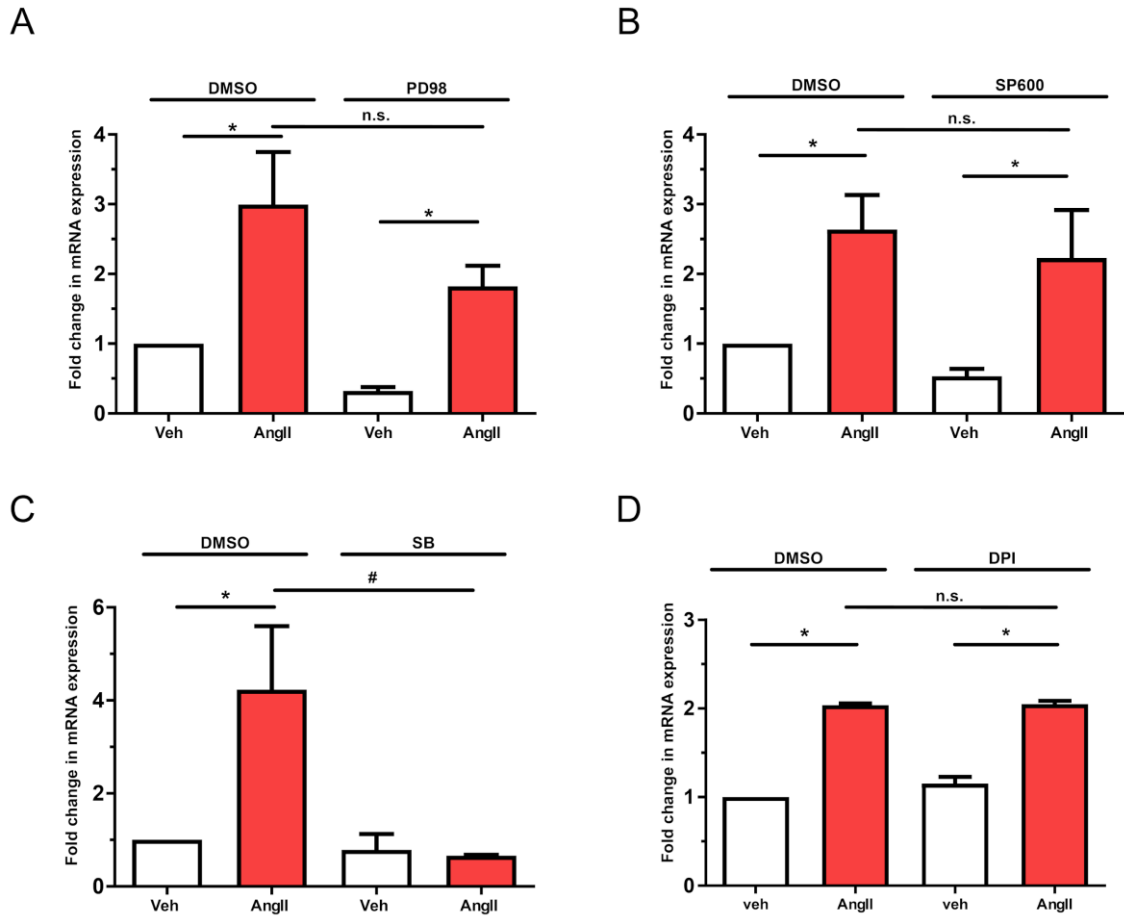 A
DMSO PD98
n.s.
*
*
Fold change in mRNA expression
4
3
2
1
0
Veh AngII Veh AngII
B
DMSO SP600
n.s.
*
*
Fold change in mRNA expression
4
3
2
1
0
Veh AngII Veh AngII
C
DMSO SB
#
*
Fold change in mRNA expression
6
4
2
0
Veh AngII Veh AngII
D
DMSO DPI
n.s.
* *
Fold change in mRNA expression
3
2
1
0
veh AngII veh AngII